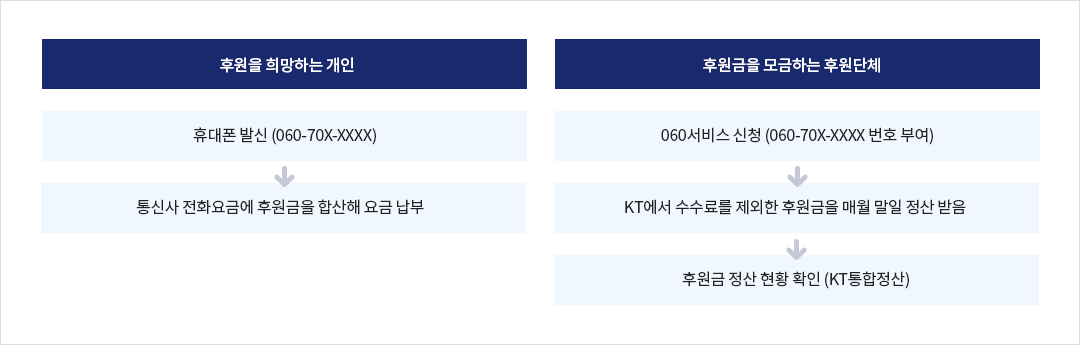 후원을 희망하는 개인
휴대폰 발신 (060-70X-XXXX)
통신사 전화요금에 후원금을 합산해 요금 납부
후원금을 모금하는 후원단체
060서비스 신청 (060-70X-XXXX 번호 부여)
KT에서 수수료를 제외한 후원금을 매월 말일 정산 받음
후원금 정산 현황 확인 (KT통합정산)